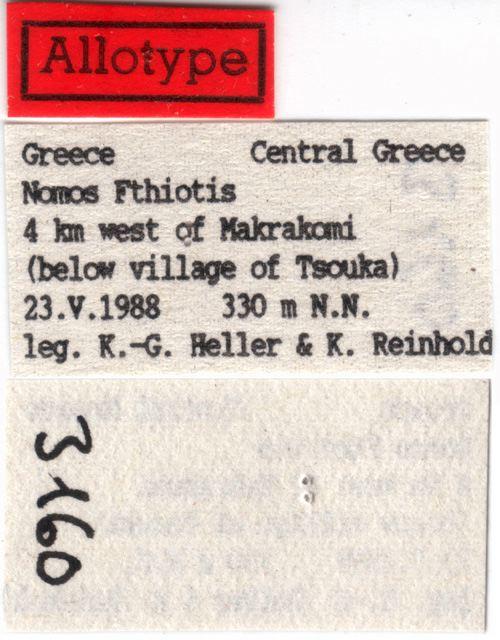 Allotype
Greece Central Greece
Nomos Fthiotis
4 km west of Makrakomi
(below village of Tsouka)
23.V.1988 330 m N.N.
leg. K.-G. Heller & K. Reinhold
3160